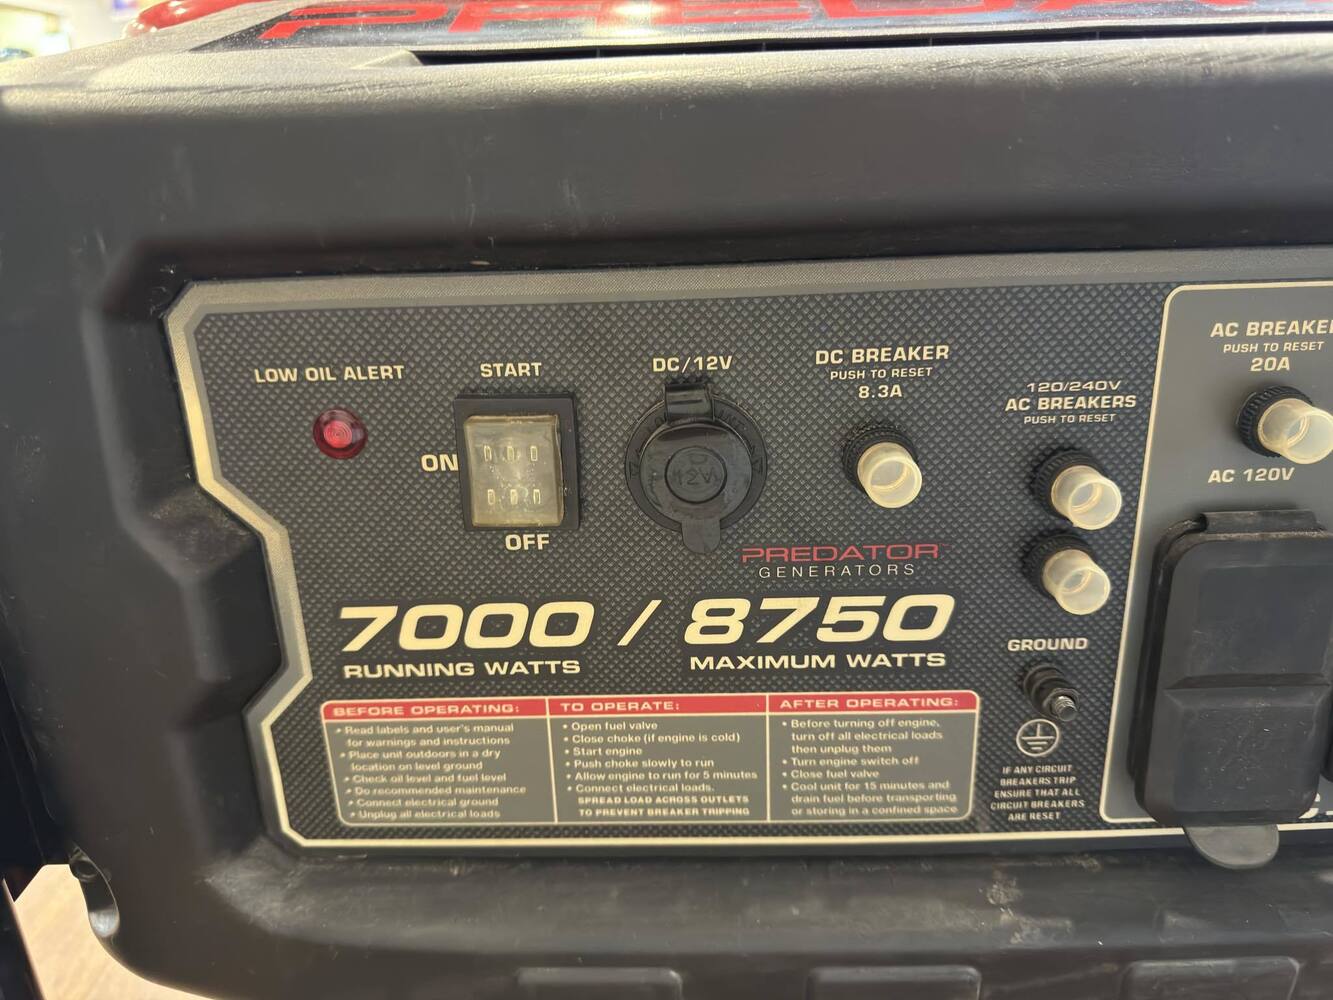 LOW OIL ALERT
START
ON
OFF
DC/12V
DC BREAKER
PUSH TO RESET
8.3A
120/240V
AC BREAKERS
PUSH TO RESET
AC BREAKER
PUSH TO RESET
20A
AC 120V
PREDATOR
GENERATORS
7000 / 8750
RUNNING WATTS
MAXIMUM WATTS
GROUND
IF ANY CIRCUIT
BREAKERS TRIP
ENSURE THAT ALL
CIRCUIT BREAKERS
ARE RESET
BEFORE OPERATING:
• Read labels and user's manual
for warnings and instructions
• Place unit outdoors in a dry
location on level ground
• Check oil level and fuel level
• Do recommended maintenance
• Connect electrical ground
• Unplug all electrical loads
TO OPERATE:
• Open fuel valve
• Close choke (if engine is cold)
• Start engine
• Push choke slowly to run
• Allow engine to run for 5 minutes
• Connect electrical loads.
SPREAD LOAD ACROSS OUTLETS
TO PREVENT BREAKER TRIPPING
AFTER OPERATING:
• Before turning off engine,
turn off all electrical loads
then unplug them
• Turn engine switch off
• Close fuel valve
• Cool unit for 15 minutes and
drain fuel before transporting
or storing in a confined space